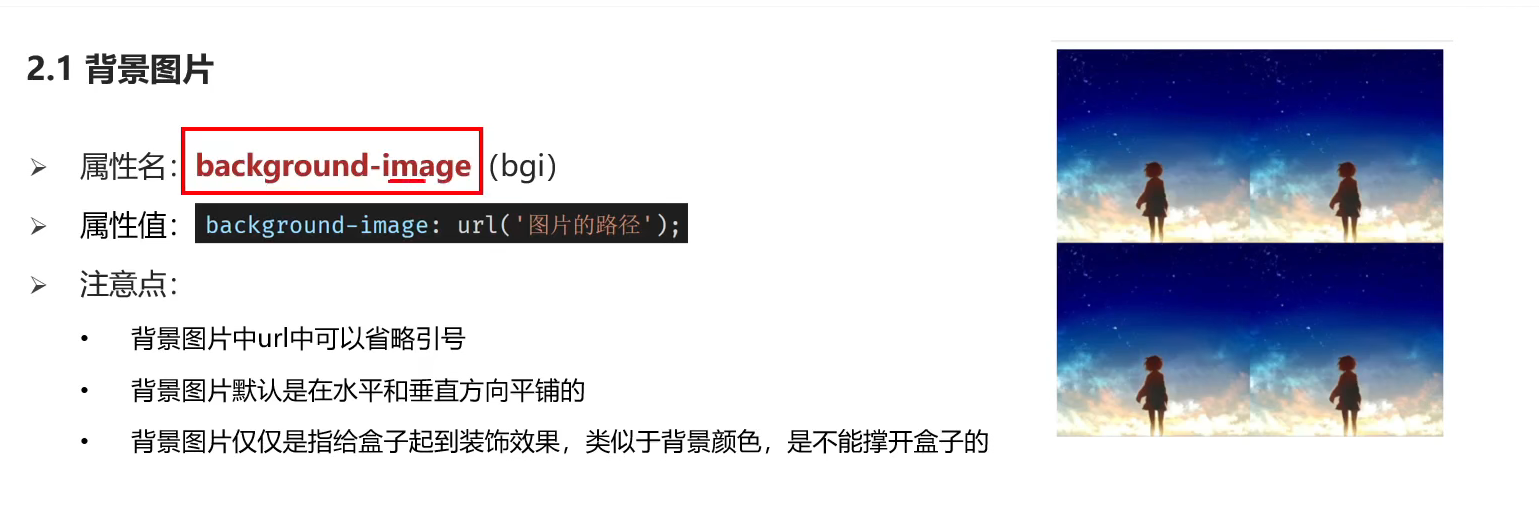 2.1 背景图片
属性名：background-image（bgi）
属性值：background-image: url('图片的路径');
注意点：
背景图片中url中可以省略引号
背景图片默认是在水平和垂直方向平铺的
背景图片仅仅是指给盒子起到装饰效果，类似于背景颜色，是不能撑开盒子的